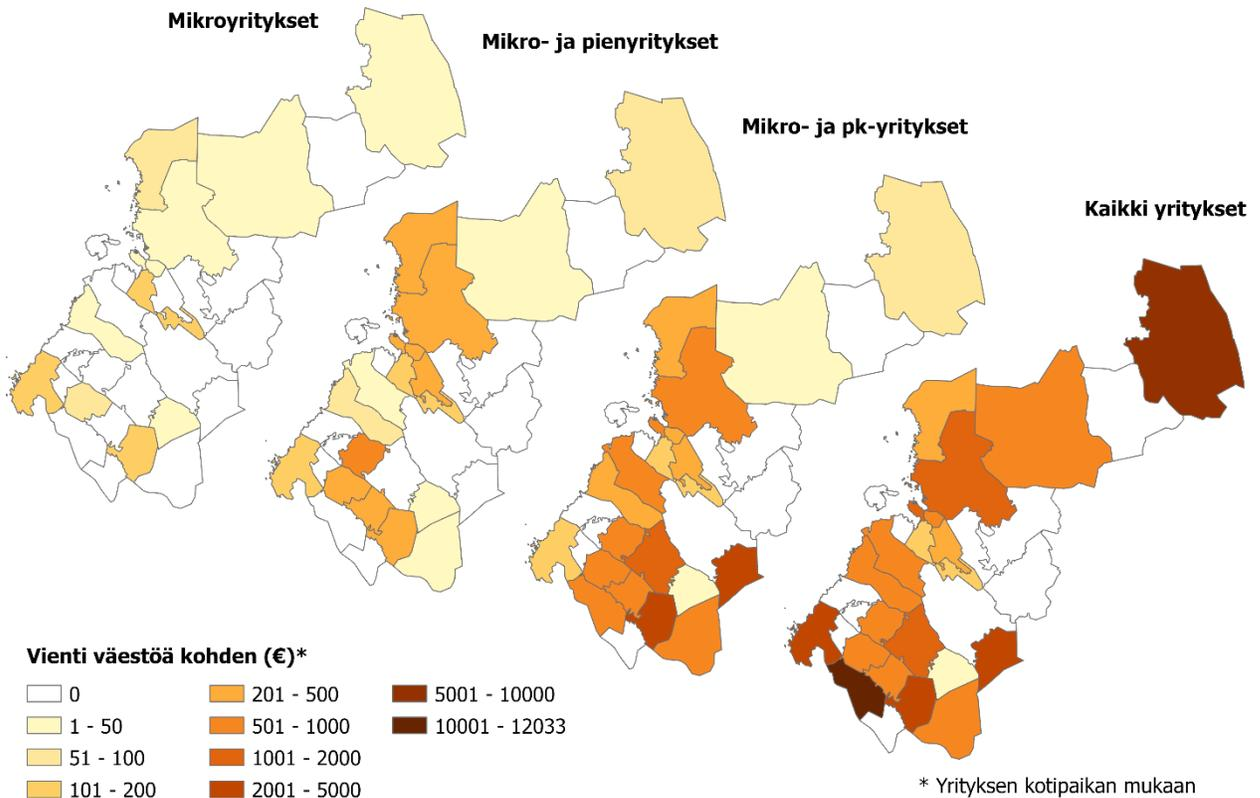 Mikroyritykset
Mikro- ja pienyritykset
Mikro- ja pk-yritykset
Kaikki yritykset
Vienti väestöä kohden (€)*
0
1 - 50
51 - 100
101 - 200
201 - 500
501 - 1000
1001 - 2000
2001 - 5000
5001 - 10000
10001 - 12033
* Yrityksen kotipaikan mukaan